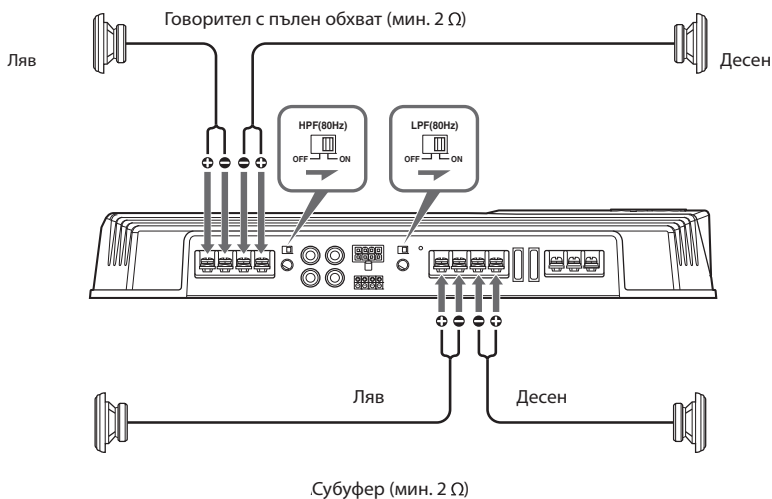 Говорител с пълен обхват (мин. 2 Ω)
Ляв
Десен
HPF(80Hz)
OFF ON
LPF(80Hz)
OFF ON
Ляв
Десен
Субуфер (мин. 2 Ω)